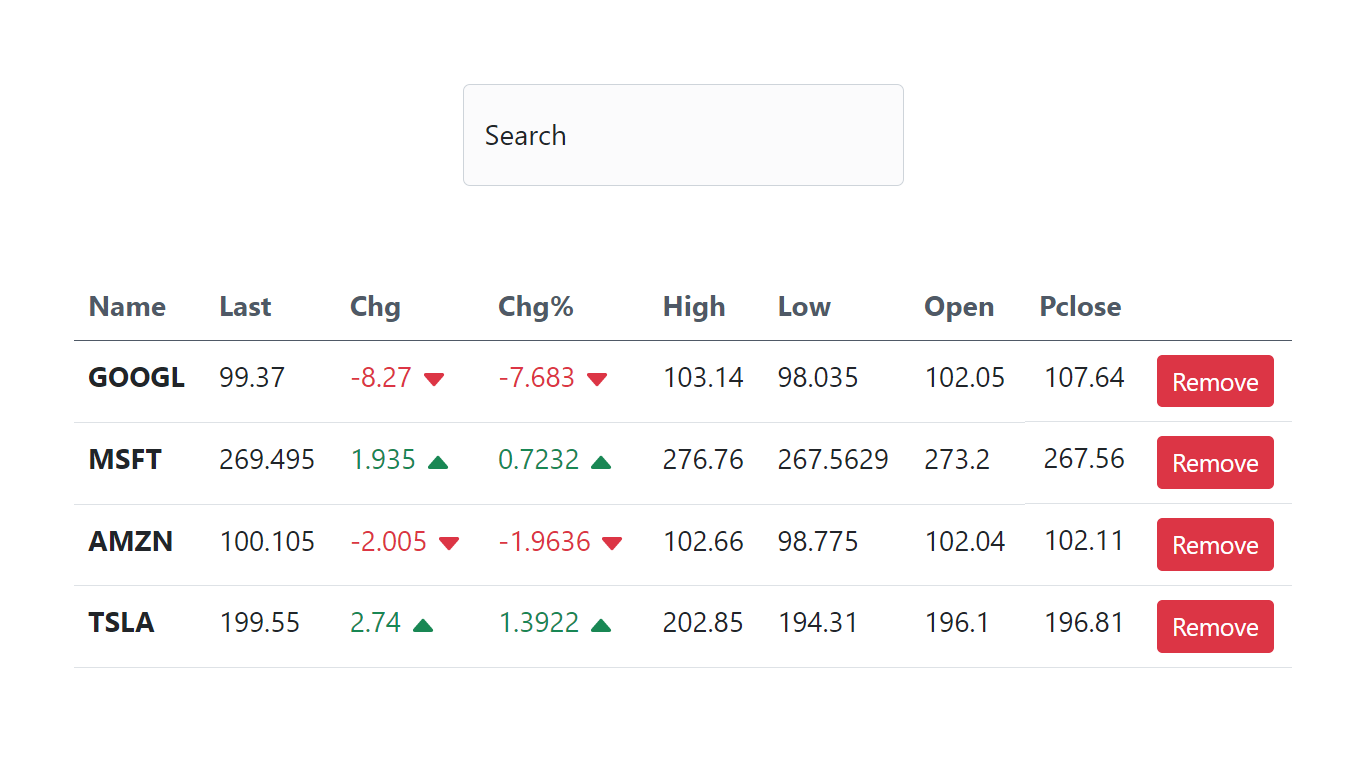 Search
Name Last Chg Chg% High Low Open Pclose
GOOGL 99.37 -8.27 -7.683 103.14 98.035 102.05 107.64 Remove
MSFT 269.495 1.935 0.7232 276.76 267.5629 273.2 267.56 Remove
AMZN 100.105 -2.005 -1.9636 102.66 98.775 102.04 102.11 Remove
TSLA 199.55 2.74 1.3922 202.85 194.31 196.1 196.81 Remove